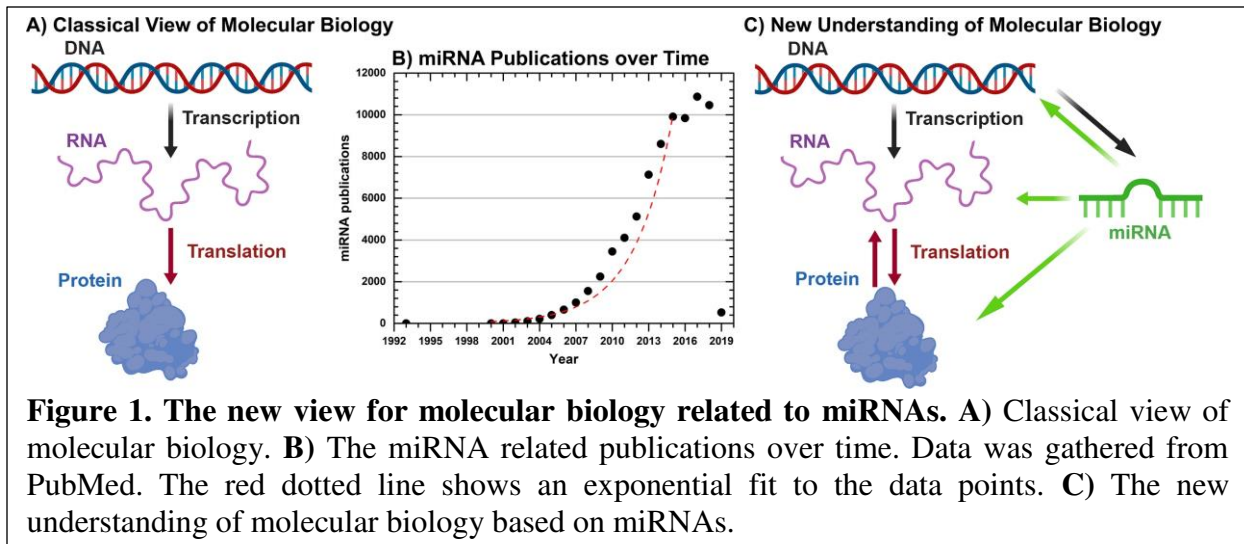 A) Classical View of Molecular Biology
DNA
Transcription
RNA
Translation
Protein
B) miRNA Publications over Time
12000
10000
8000
6000
4000
2000
0
miRNA publications
1992 1995 1998 2001 2004 2007 2010 2013 2016 2019
Year
C) New Understanding of Molecular Biology
DNA
Transcription
RNA
miRNA
Translation
Protein
Figure 1. The new view for molecular biology related to miRNAs. A) Classical view of
molecular biology. B) The miRNA related publications over time. Data was gathered from
PubMed. The red dotted line shows an exponential fit to the data points. C) The new
understanding of molecular biology based on miRNAs.